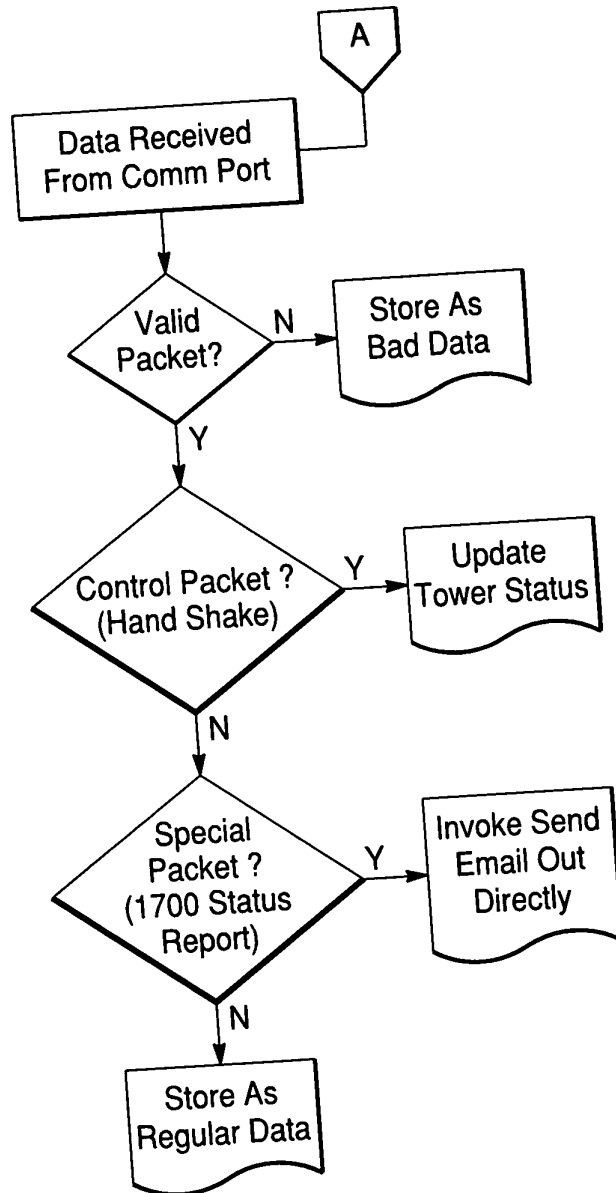 A
Data Received
From Comm Port
Valid
Packet?
N
Store As
Bad Data
Y
Control Packet ?
(Hand Shake)
Y
Update
Tower Status
N
Special
Packet ?
(1700 Status
Report)
Y
Invoke Send
Email Out
Directly
N
Store As
Regular Data